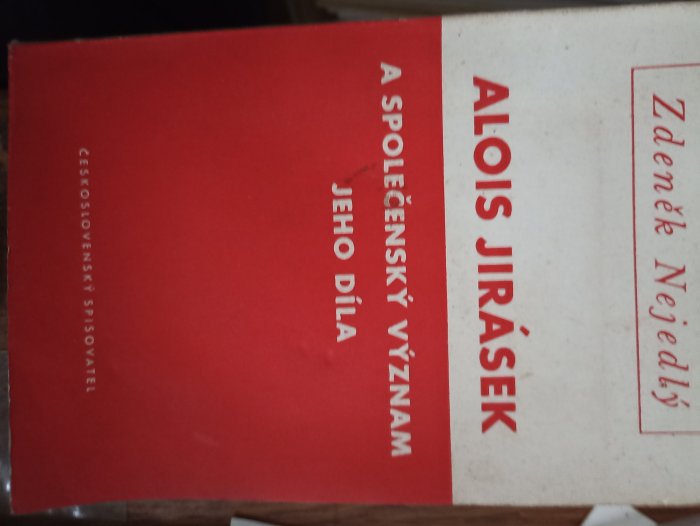 Zdeněk Nejedlý
ALOIS JIRÁSEK
A SPOLEČENSKÝ VÝZNAM
JEHO DÍLA
ČESKOSLOVENSKÝ SPISOVATEL